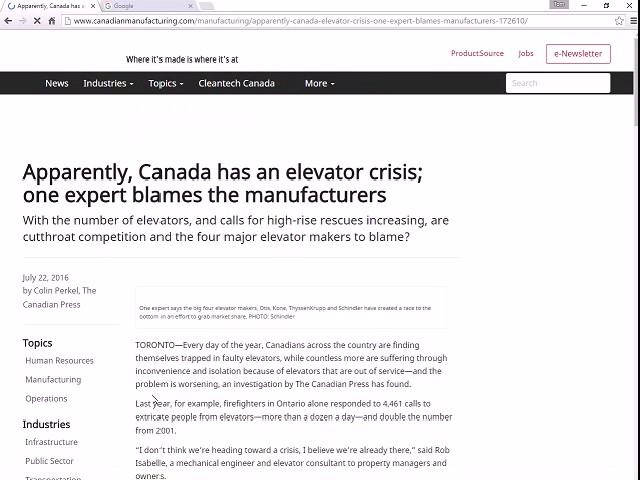 Apparently, Canada has a
Google
Tom
www.canadianmanufacturing.com/manufacturing/apparently-canada-elevator-crisis-one-expert-blames-manufacturers-172610/
Where it's made is where it's at
ProductSource
Jobs
e-Newsletter
News
Industries
Topics
Cleantech Canada
More
Search
Apparently, Canada has an elevator crisis;
one expert blames the manufacturers
With the number of elevators, and calls for high-rise rescues increasing, are
cutthroat competition and the four major elevator makers to blame?
July 22, 2016
by Colin Perkel, The
Canadian Press
Topics
Human Resources
Manufacturing
Operations
Industries
Infrastructure
Public Sector
Transportation
One expert says the big four elevator makers, Otis, Kone, ThyssenKrupp and Schindler have created a race to the
bottom in an effort to grab market share. PHOTO: Schindler
TORONTO—Every day of the year, Canadians across the country are finding
themselves trapped in faulty elevators, while countless more are suffering through
inconvenience and isolation because of elevators that are out of service—and the
problem is worsening, an investigation by The Canadian Press has found.
Last year, for example, firefighters in Ontario alone responded to 4,461 calls to
extricate people from elevators—more than a dozen a day—and double the number
from 2001.
"I don't think we're heading toward a crisis, I believe we're already there," said Rob
Isabelle, a mechanical engineer and elevator consultant to property managers and
owners.